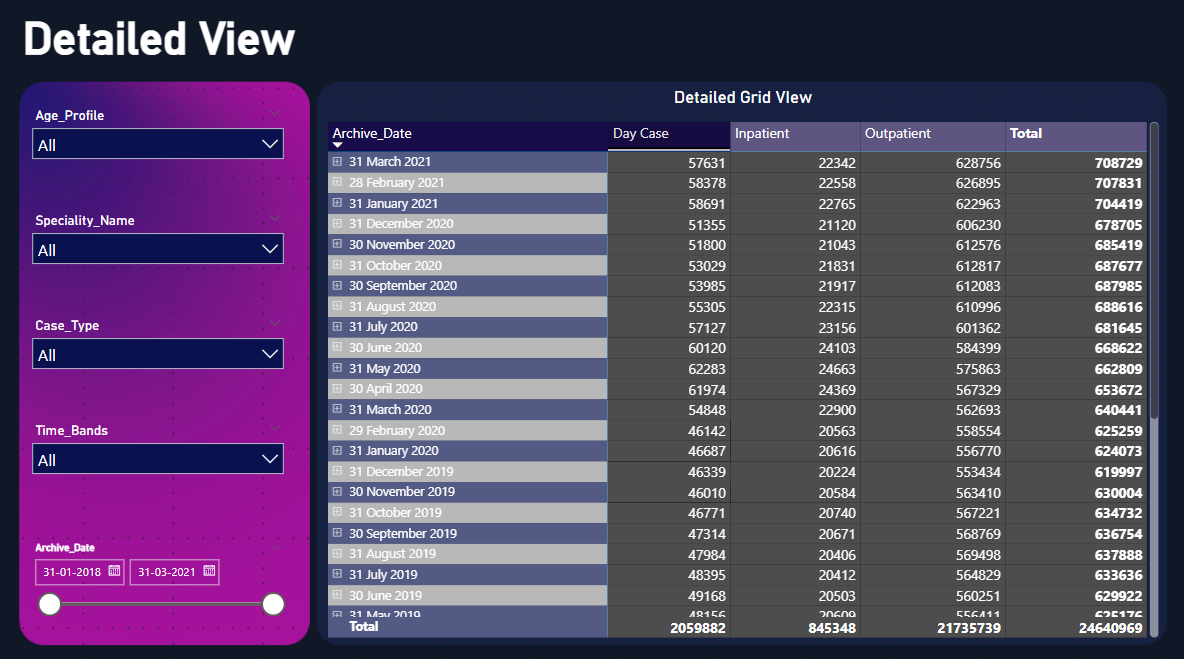 Detailed View
Age_Profile
All
Speciality_Name
All
Case_Type
All
Time_Bands
All
Archive_Date
31-01-2018 31-03-2021
Detailed Grid VIew
Archive_Date Day Case Inpatient Outpatient Total
31 March 2021 57631 22342 628756 708729
28 February 2021 58378 22558 626895 707831
31 January 2021 58691 22765 622963 704419
31 December 2020 51355 21120 606230 678705
30 November 2020 51800 21043 612576 685419
31 October 2020 53029 21831 612817 687677
30 September 2020 53985 21917 612083 687985
31 August 2020 55305 22315 610996 688616
31 July 2020 57127 23156 601362 681645
30 June 2020 60120 24103 584399 668622
31 May 2020 62283 24663 575863 662809
30 April 2020 61974 24369 567329 653672
31 March 2020 54848 22900 562693 640441
29 February 2020 46142 20563 558554 625259
31 January 2020 46687 20616 556770 624073
31 December 2019 46339 20224 553434 619997
30 November 2019 46010 20584 563410 630004
31 October 2019 46771 20740 567221 634732
30 September 2019 47314 20671 568769 636754
31 August 2019 47984 20406 569498 637888
31 July 2019 48395 20412 564829 633636
30 June 2019 49168 20503 560251 629922
31 May 2019 48156 20609 556411 625176
Total 2059882 845348 21735739 24640969